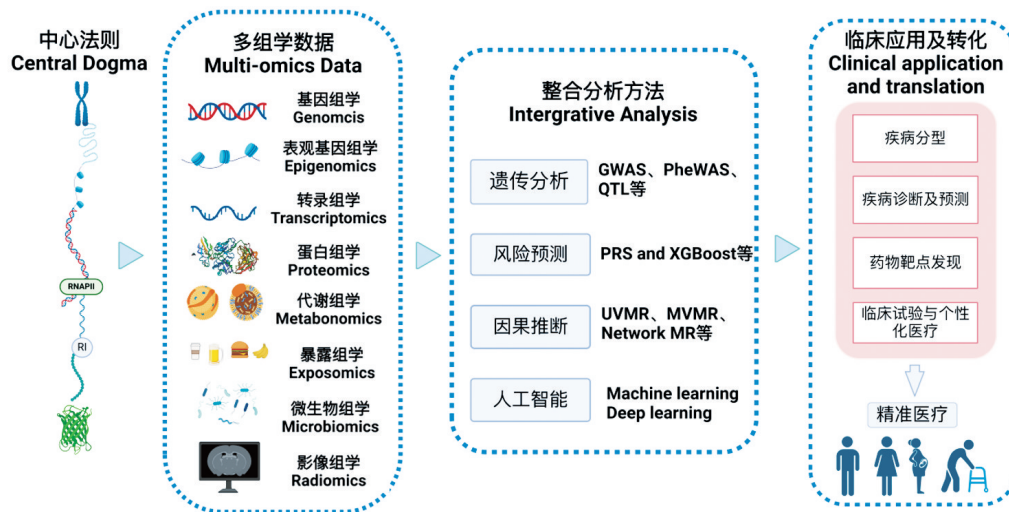 中心法则
Central Dogma
RNAPII
RI
多组学数据
Multi-omics Data
基因组学
Genomcis
表观基因组学
Epigenomics
转录组学
Transcriptomics
蛋白组学
Proteomics
代谢组学
Metabonomics
暴露组学
Exposomics
微生物组学
Microbiomics
影像组学
Radiomics
整合分析方法
Intergrative Analysis
遗传分析
GWAS、PheWAS、
QTL等
风险预测
PRS and XGBoost等
因果推断
UVMR、MVMR、
Network MR等
人工智能
Machine learning
Deep learning
临床应用及转化
Clinical application
and translation
疾病分型
疾病诊断及预测
药物靶点发现
临床试验与个性
化医疗
精准医疗